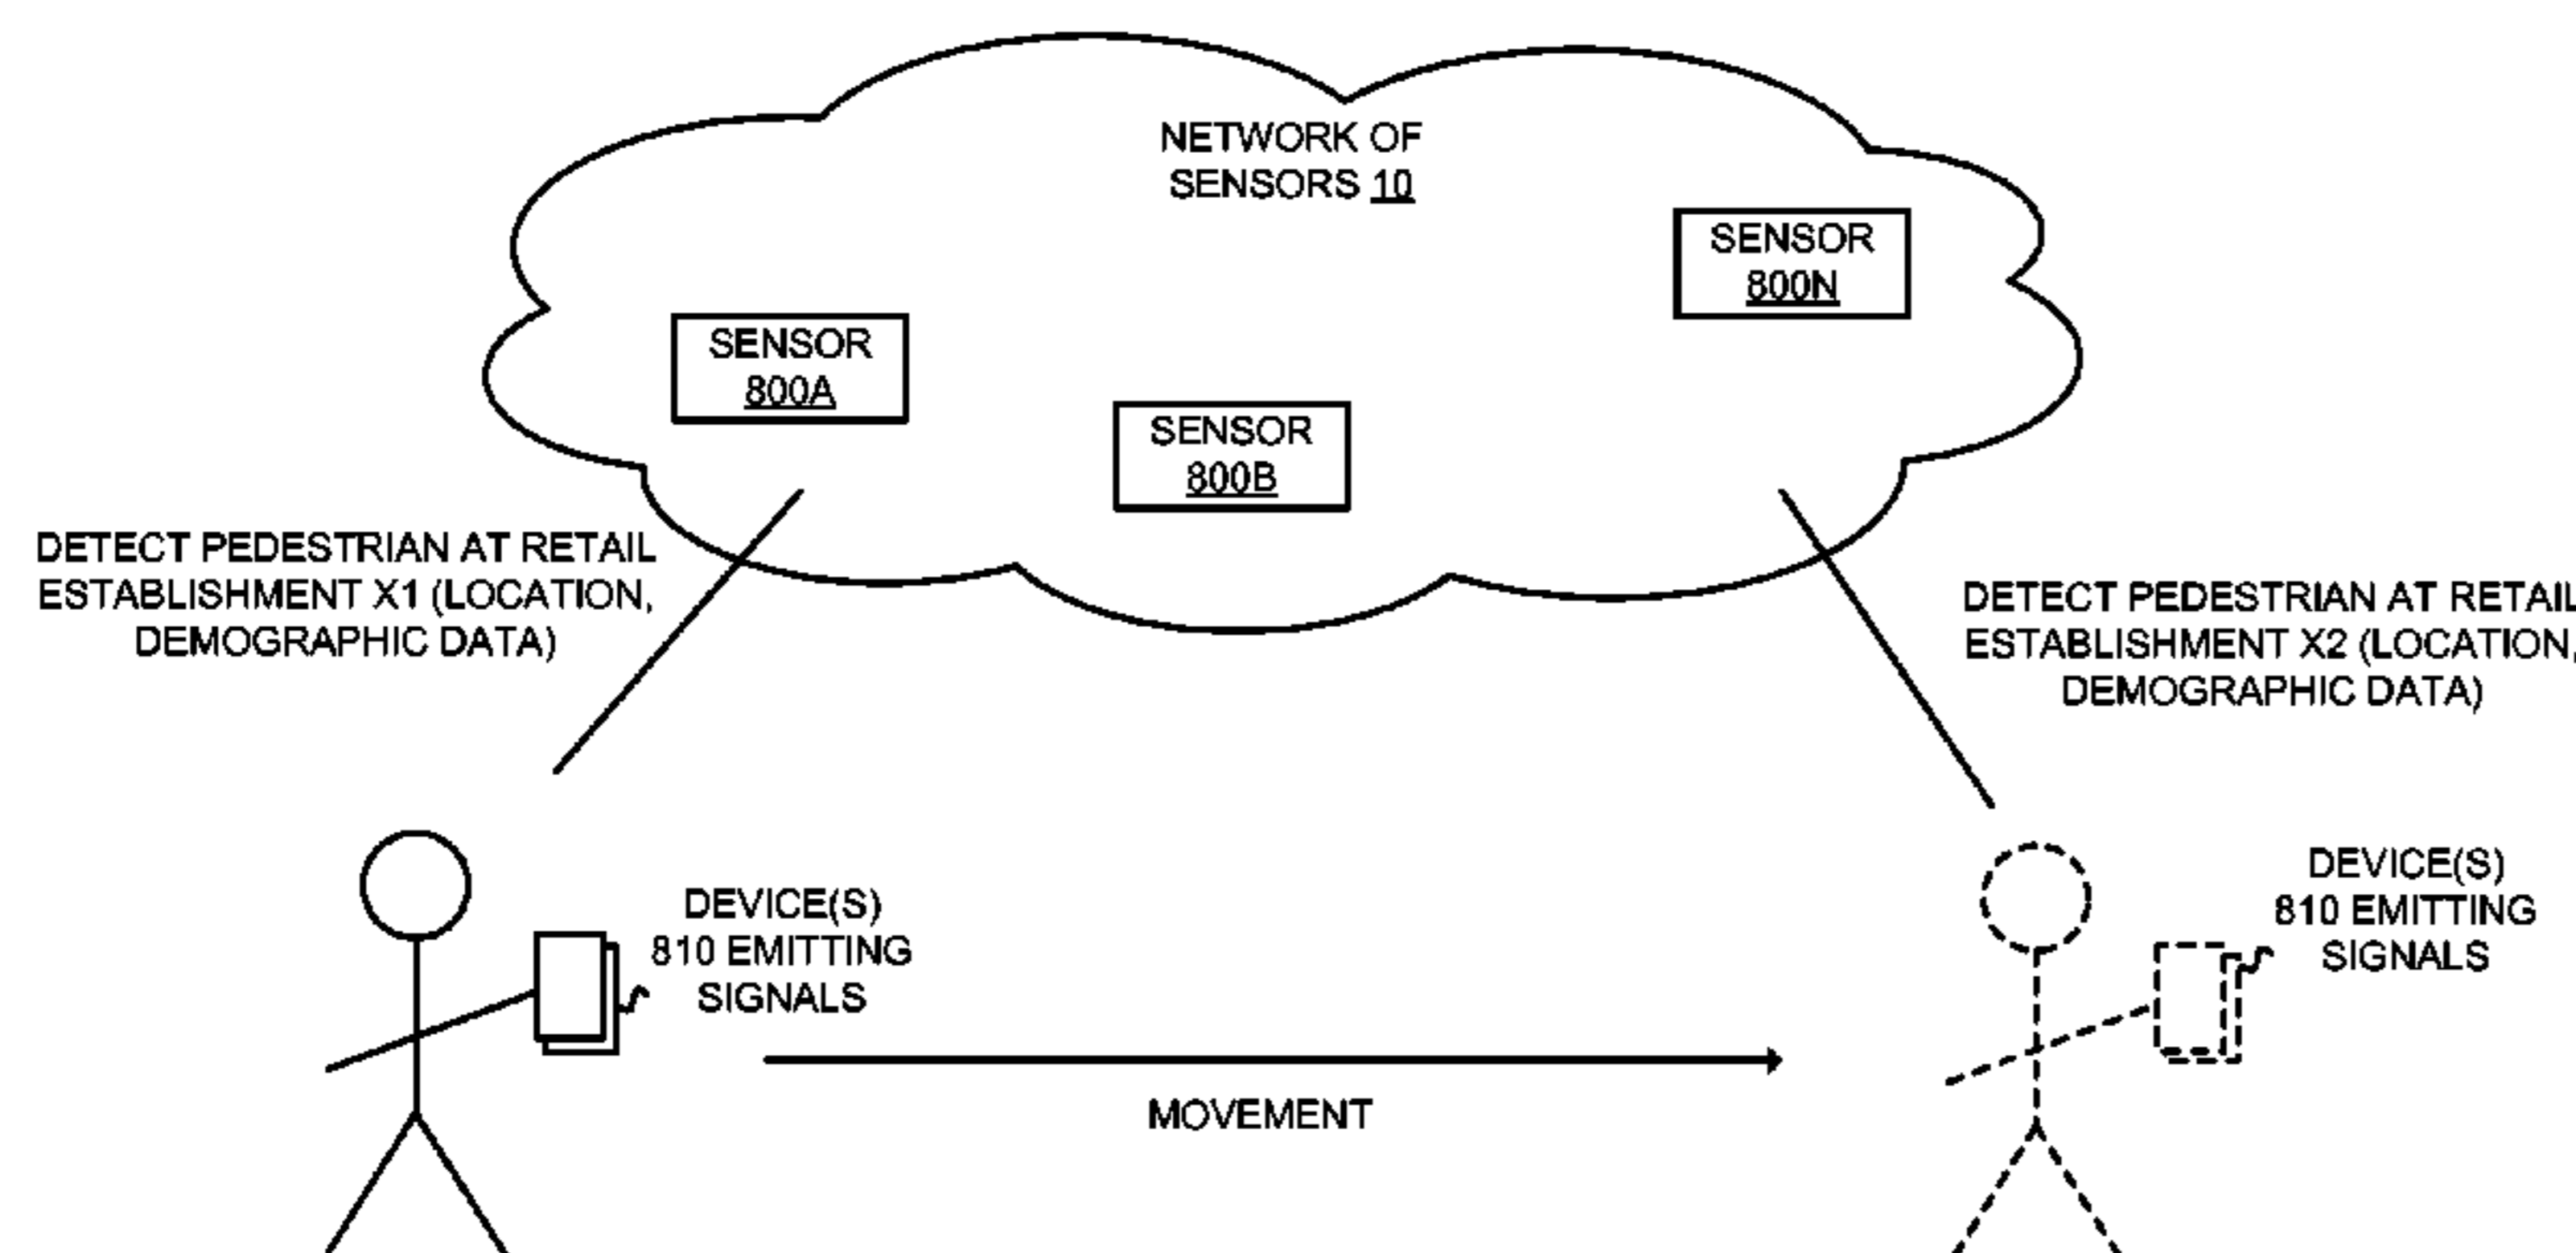 NETWORK OF
SENSORS 10
SENSOR
800N
SENSOR
800A
SENSOR
800B
DETECT PEDESTRIAN AT RETAIL
ESTABLISHMENT X1 (LOCATION,
DEMOGRAPHIC DATA)
DETECT PEDESTRIAN AT RETAIL
ESTABLISHMENT X2 (LOCATION,
DEMOGRAPHIC DATA)
DEVICE(S)
810 EMITTING
SIGNALS
DEVICE(S)
810 EMITTING
SIGNALS
MOVEMENT